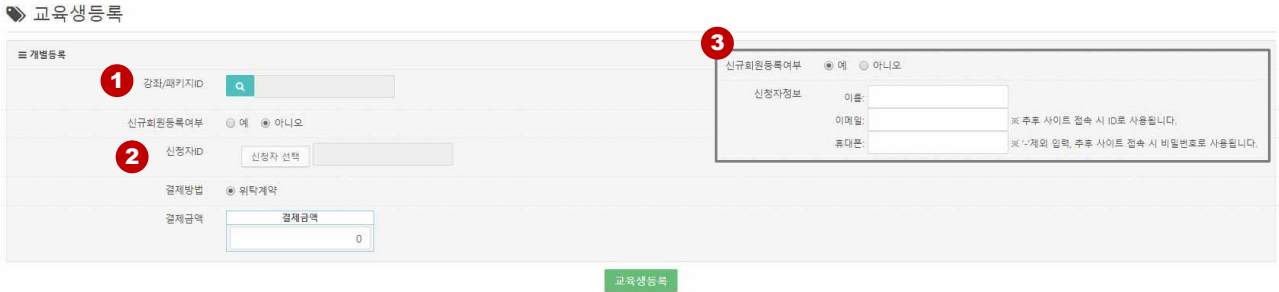 교육생등록
개별등록
1
강좌/패키지ID
신규회원등록여부 예 아니오
2
신청자ID 신청자 선택
결제방법 위탁계약
결제금액 결제금액
0
3
신규회원등록여부 예 아니오
신청자정보 이름:
이메일: ※ 추후 사이트 접속 시 ID로 사용됩니다.
휴대폰: ※ '-'제외 입력, 추후 사이트 접속 시 비밀번호로 사용됩니다.
교육생등록